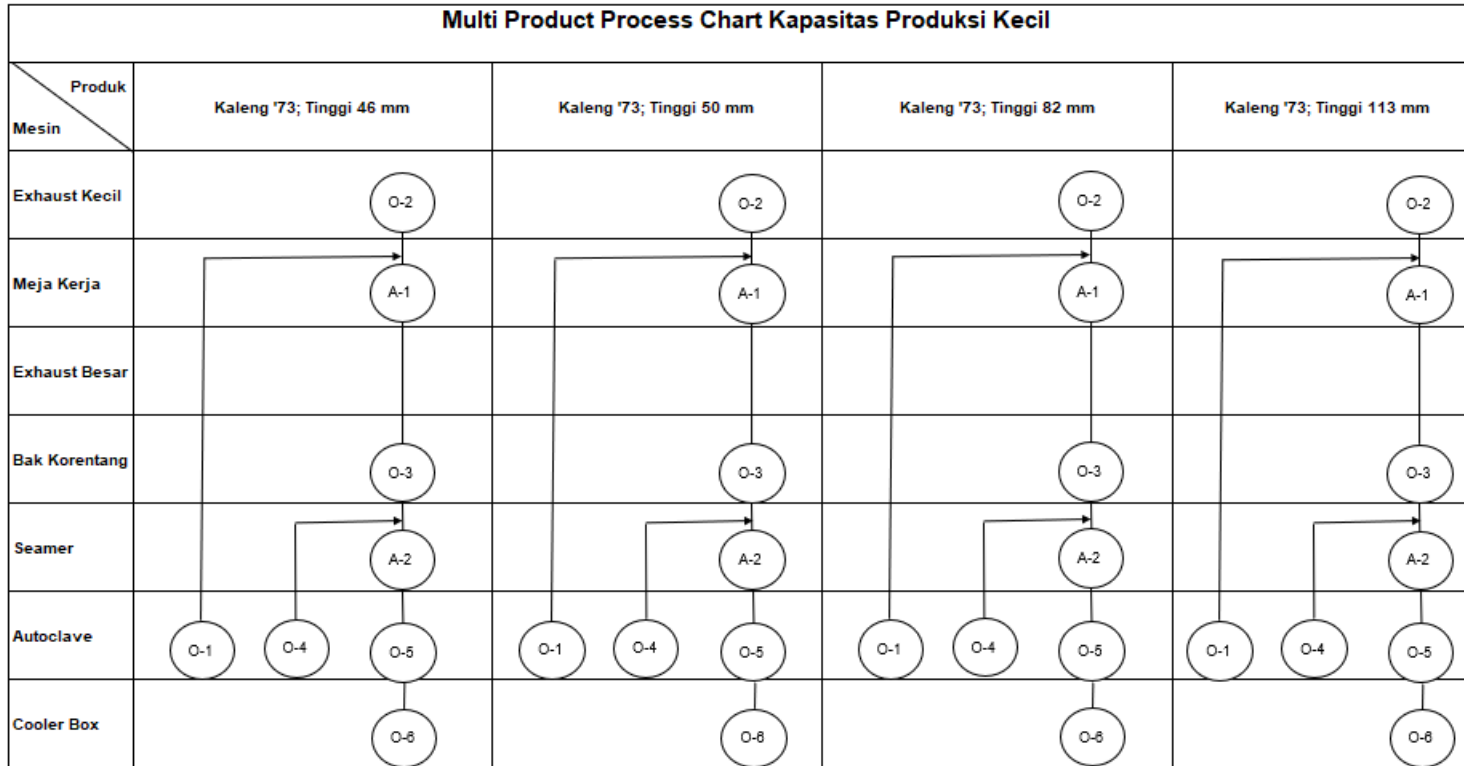 Multi Product Process Chart Kapasitas Produksi Kecil
Produk
Mesin
Kaleng '73; Tinggi 46 mm
Kaleng '73; Tinggi 50 mm
Kaleng '73; Tinggi 82 mm
Kaleng '73; Tinggi 113 mm
Exhaust Kecil
O-2
O-2
O-2
O-2
Meja Kerja
A-1
A-1
A-1
A-1
Exhaust Besar
Bak Korentang
O-3
O-3
O-3
O-3
Seamer
A-2
A-2
A-2
A-2
Autoclave
O-1
O-4
O-5
O-1
O-4
O-5
O-1
O-4
O-5
O-1
O-4
O-5
Cooler Box
O-6
O-6
O-6
O-6